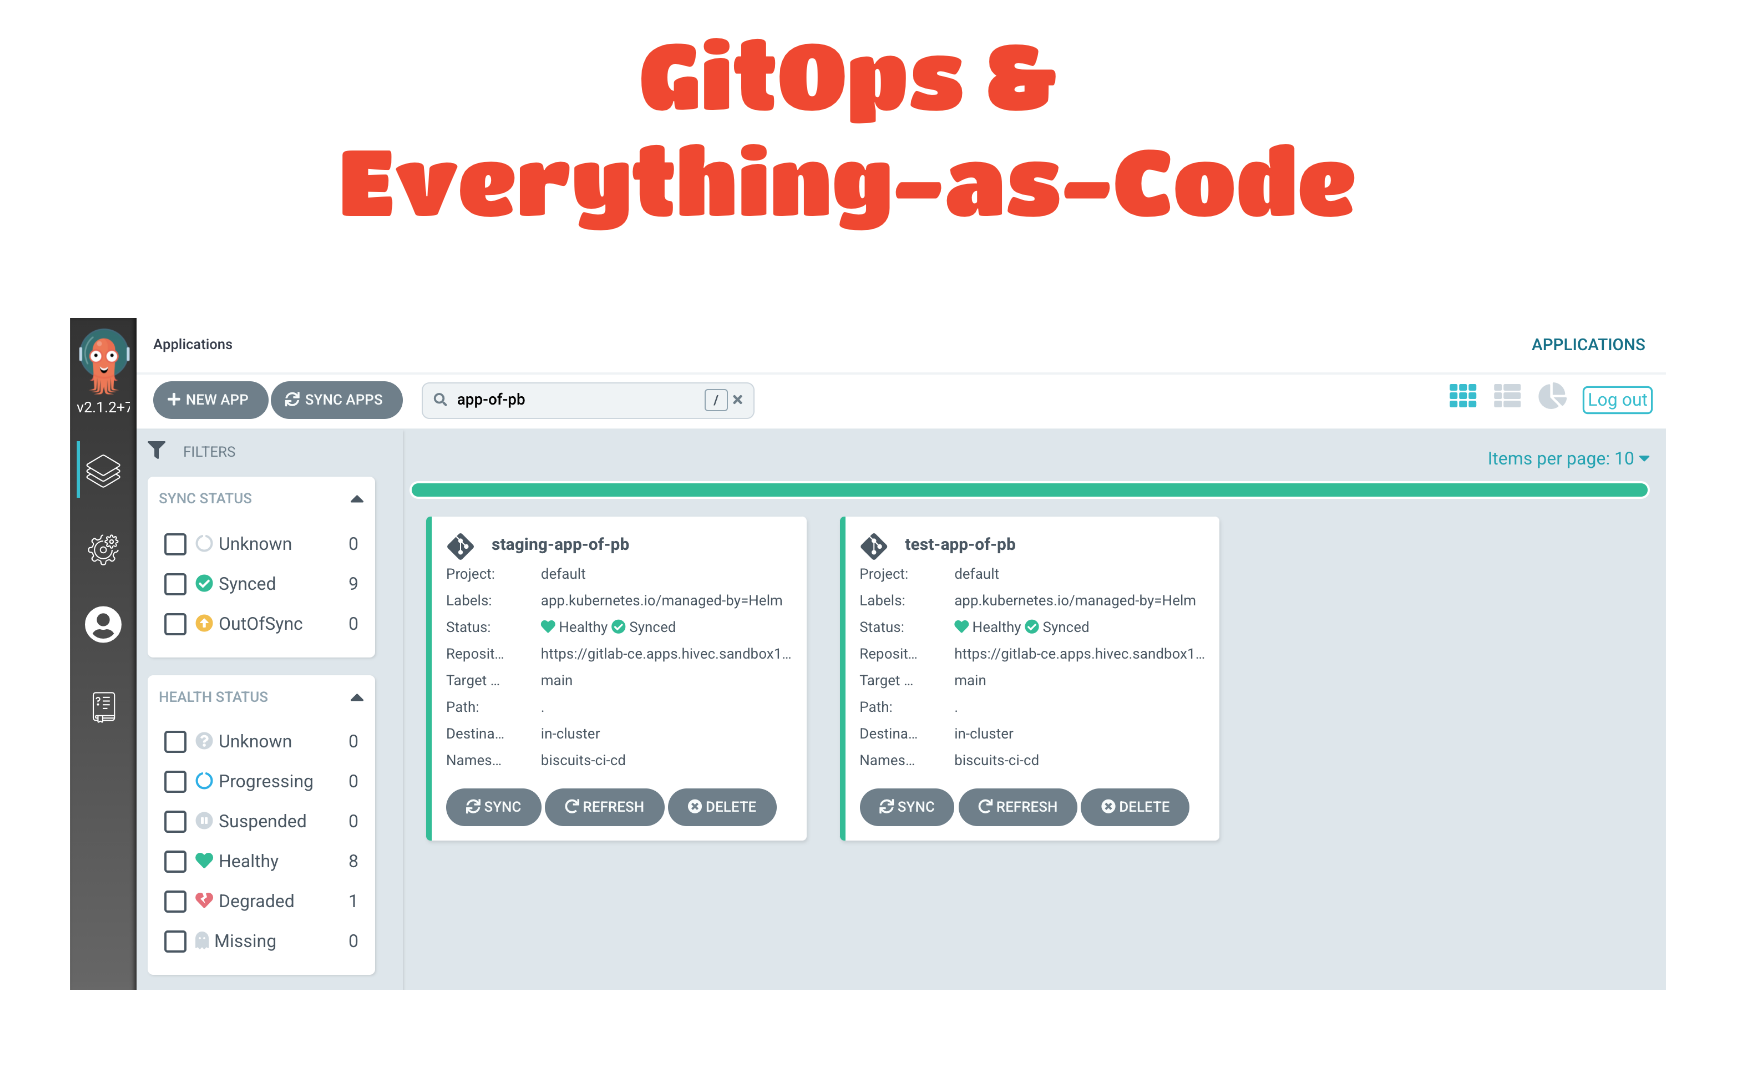 GitOps &
Everything-as-Code
Applications
APPLICATIONS
v2.1.2+7
NEW APP
SYNC APPS
app-of-pb
/
Log out
FILTERS
Items per page: 10
SYNC STATUS
Unknown 0
Synced 9
OutOfSync 0
HEALTH STATUS
Unknown 0
Progressing 0
Suspended 0
Healthy 8
Degraded 1
Missing 0
staging-app-of-pb
Project: default
Labels: app.kubernetes.io/managed-by=Helm
Status: Healthy Synced
Reposit... https://gitlab-ce.apps.hivec.sandbox1...
Target ... main
Path: .
Destina... in-cluster
Names... biscuits-ci-cd
SYNC REFRESH DELETE
test-app-of-pb
Project: default
Labels: app.kubernetes.io/managed-by=Helm
Status: Healthy Synced
Reposit... https://gitlab-ce.apps.hivec.sandbox1...
Target ... main
Path: .
Destina... in-cluster
Names... biscuits-ci-cd
SYNC REFRESH DELETE